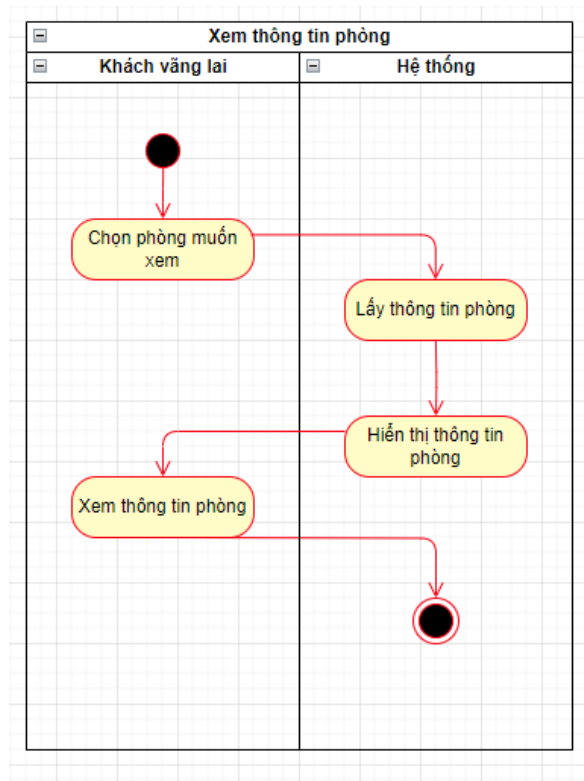 Xem thông tin phòng
Khách vãng lai
Hệ thống
Chọn phòng muốn
xem
Lấy thông tin phòng
Hiển thị thông tin
phòng
Xem thông tin phòng